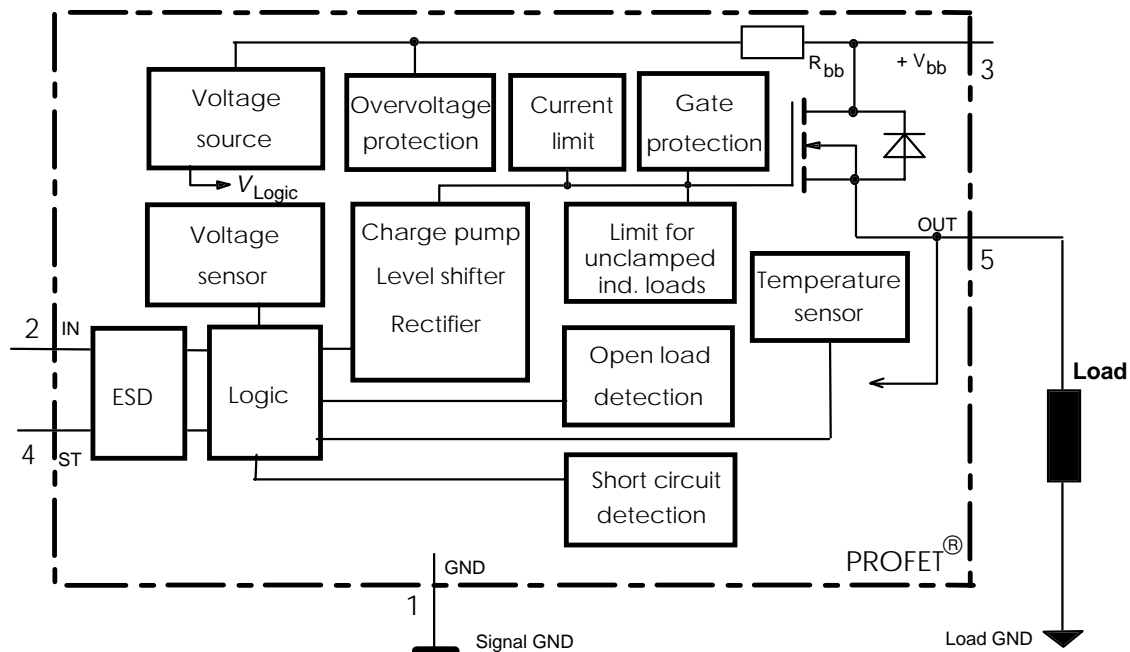 R bb
+ V bb
3
Voltage
source
Overvoltage
protection
Current
limit
Gate
protection
V Logic
Voltage
sensor
Charge pump
Level shifter
Rectifier
Limit for
unclamped
ind. loads
OUT
5
Temperature
sensor
2
IN
ESD
Logic
Open load
detection
Load
4
ST
Short circuit
detection
PROFET®
GND
1
Signal GND
Load GND